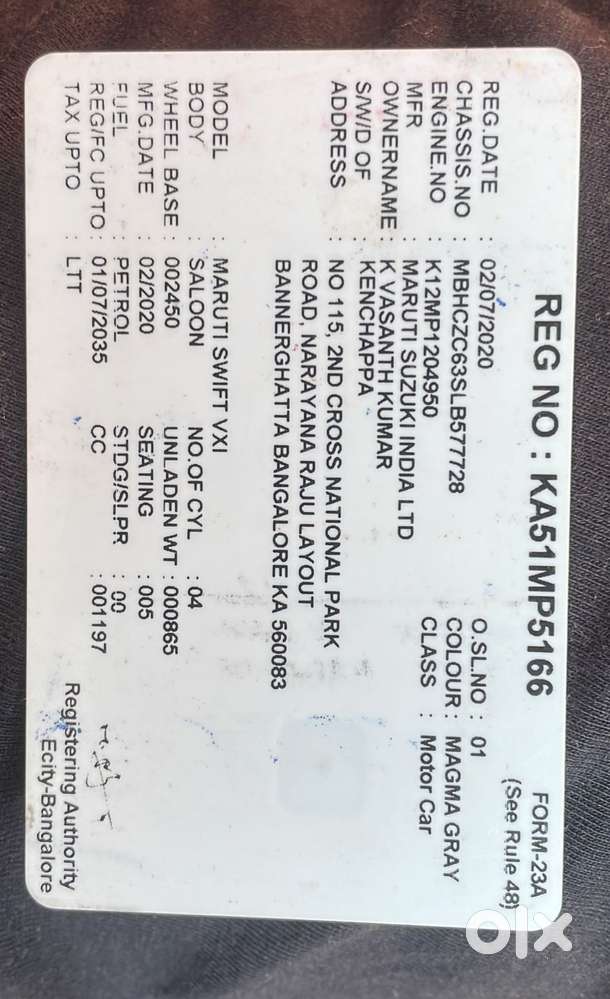 FORM-23A
(See Rule 48)
REG NO : KA51MP5166
REG.DATE : 02/07/2020 O.SL.NO : 01
CHASSIS.NO : MBHCZC63SLB577728 COLOUR : MAGMA GRAY
ENGINE.NO : K12MP1204950 CLASS : Motor Car
MFR : MARUTI SUZUKI INDIA LTD
OWNERNAME : K VASANTH KUMAR
S/W/D OF : KENCHAPPA
ADDRESS : NO 115, 2ND CROSS NATIONAL PARK
ROAD, NARAYANA RAJU LAYOUT
BANNERGHATTA BANGALORE KA 560083
MODEL : MARUTI SWIFT VXI
BODY : SALOON NO.OF CYL : 04
WHEEL BASE : 002450 UNLADEN WT : 000865
MFG.DATE : 02/2020 SEATING : 005
FUEL : PETROL STDG/SLPR : 00
REG/FC UPTO : 01/07/2035 CC : 001197
TAX UPTO : LTT
Registering Authority
Ecity-Bangalore
olx